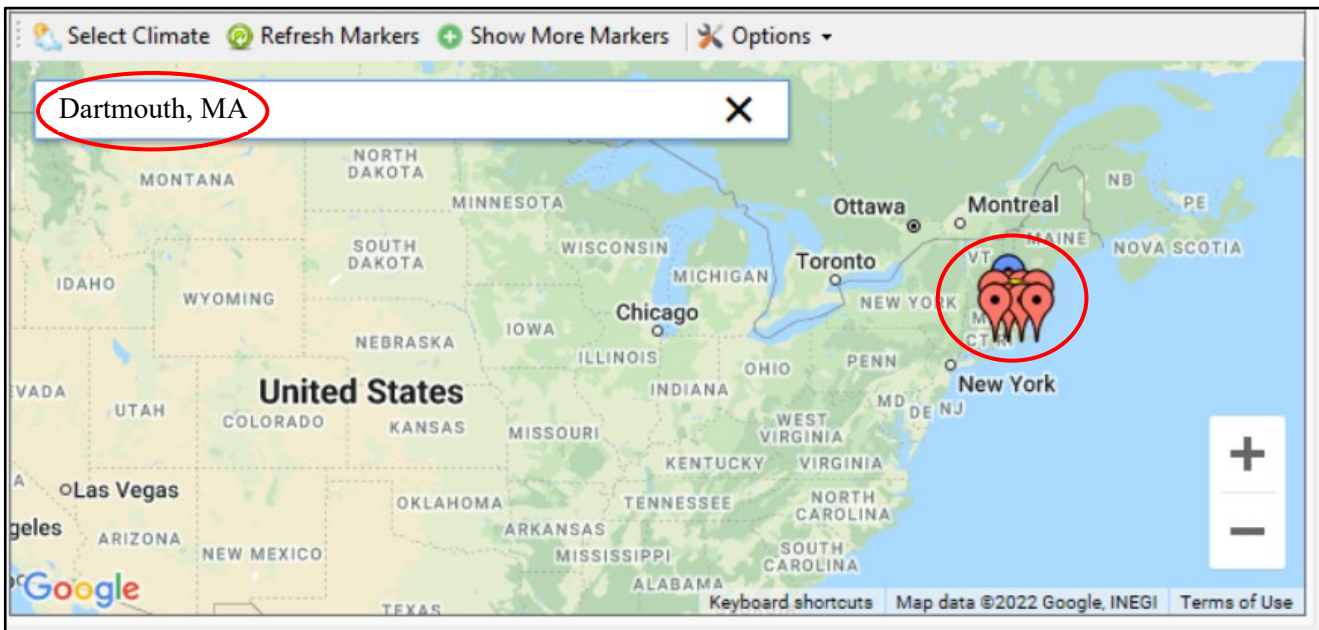 Select Climate Refresh Markers Show More Markers Options
Dartmouth, MA
NORTH
DAKOTA
MONTANA
MINNESOTA
Ottawa
Montreal
NB
PE
SOUTH
DAKOTA
WISCONSIN
MICHIGAN
Toronto
VT
MAINE
NOVA SCOTIA
IDAHO
WYOMING
Chicago
NEW YORK
IOWA
NEBRASKA
ILLINOIS
INDIANA
OHIO
PENN
CT RI
New York
EVADA
UTAH
United States
COLORADO
KANSAS
MISSOURI
WEST
VIRGINIA
MD
DE
NJ
KENTUCKY
VIRGINIA
Las Vegas
OKLAHOMA
TENNESSEE
NORTH
CAROLINA
geles
ARIZONA
NEW MEXICO
ARKANSAS
MISSISSIPPI
SOUTH
CAROLINA
ALABAMA
Google
TEXAS
Keyboard shortcuts Map data ©2022 Google, INEGI Terms of Use